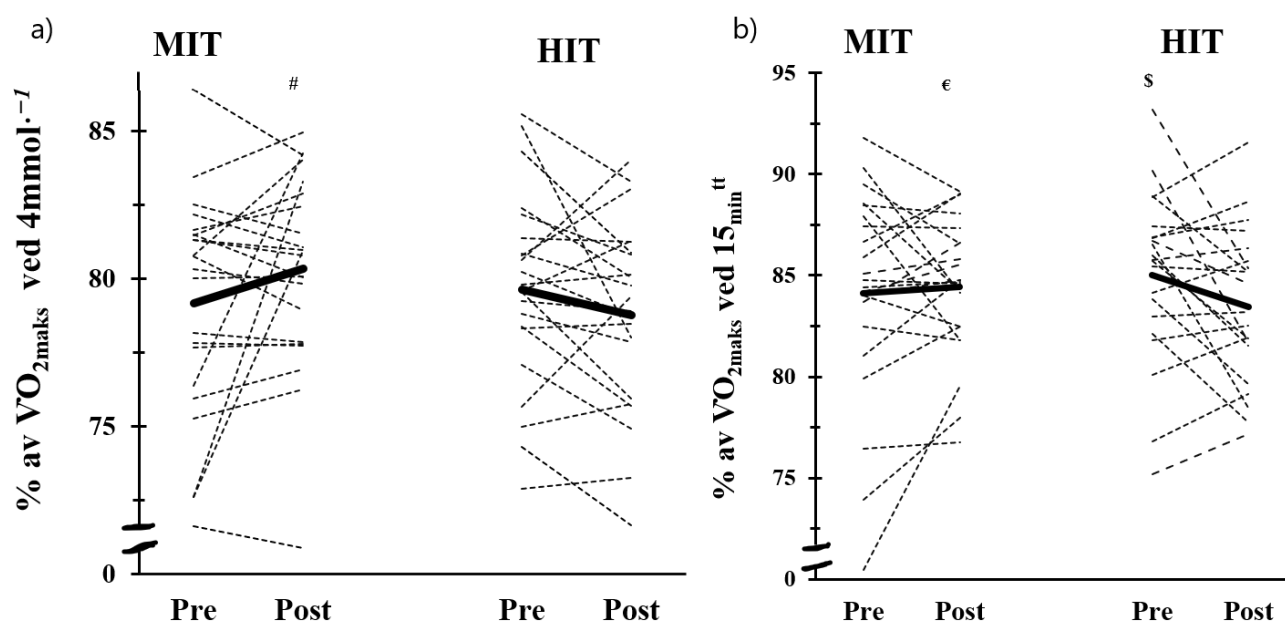 a)
MIT
HIT
#
% av VO2maks ved 4mmol·⁻¹
85
80
75
0
Pre
Post
Pre
Post
b)
MIT
HIT
€
$
% av VO2maks ved 15min^tt
95
90
85
80
75
0
Pre
Post
Pre
Post